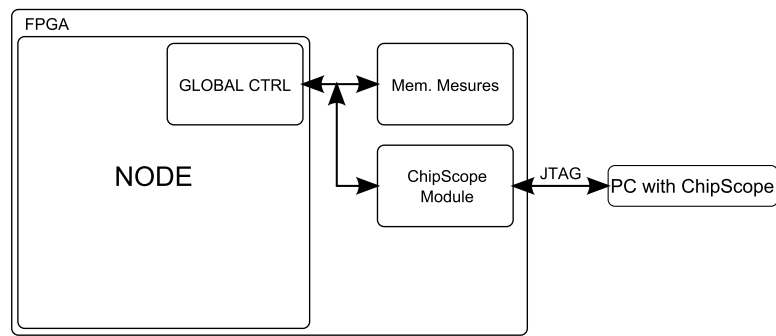 FPGA
GLOBAL CTRL
Mem. Mesures
NODE
ChipScope
Module
JTAG
PC with ChipScope